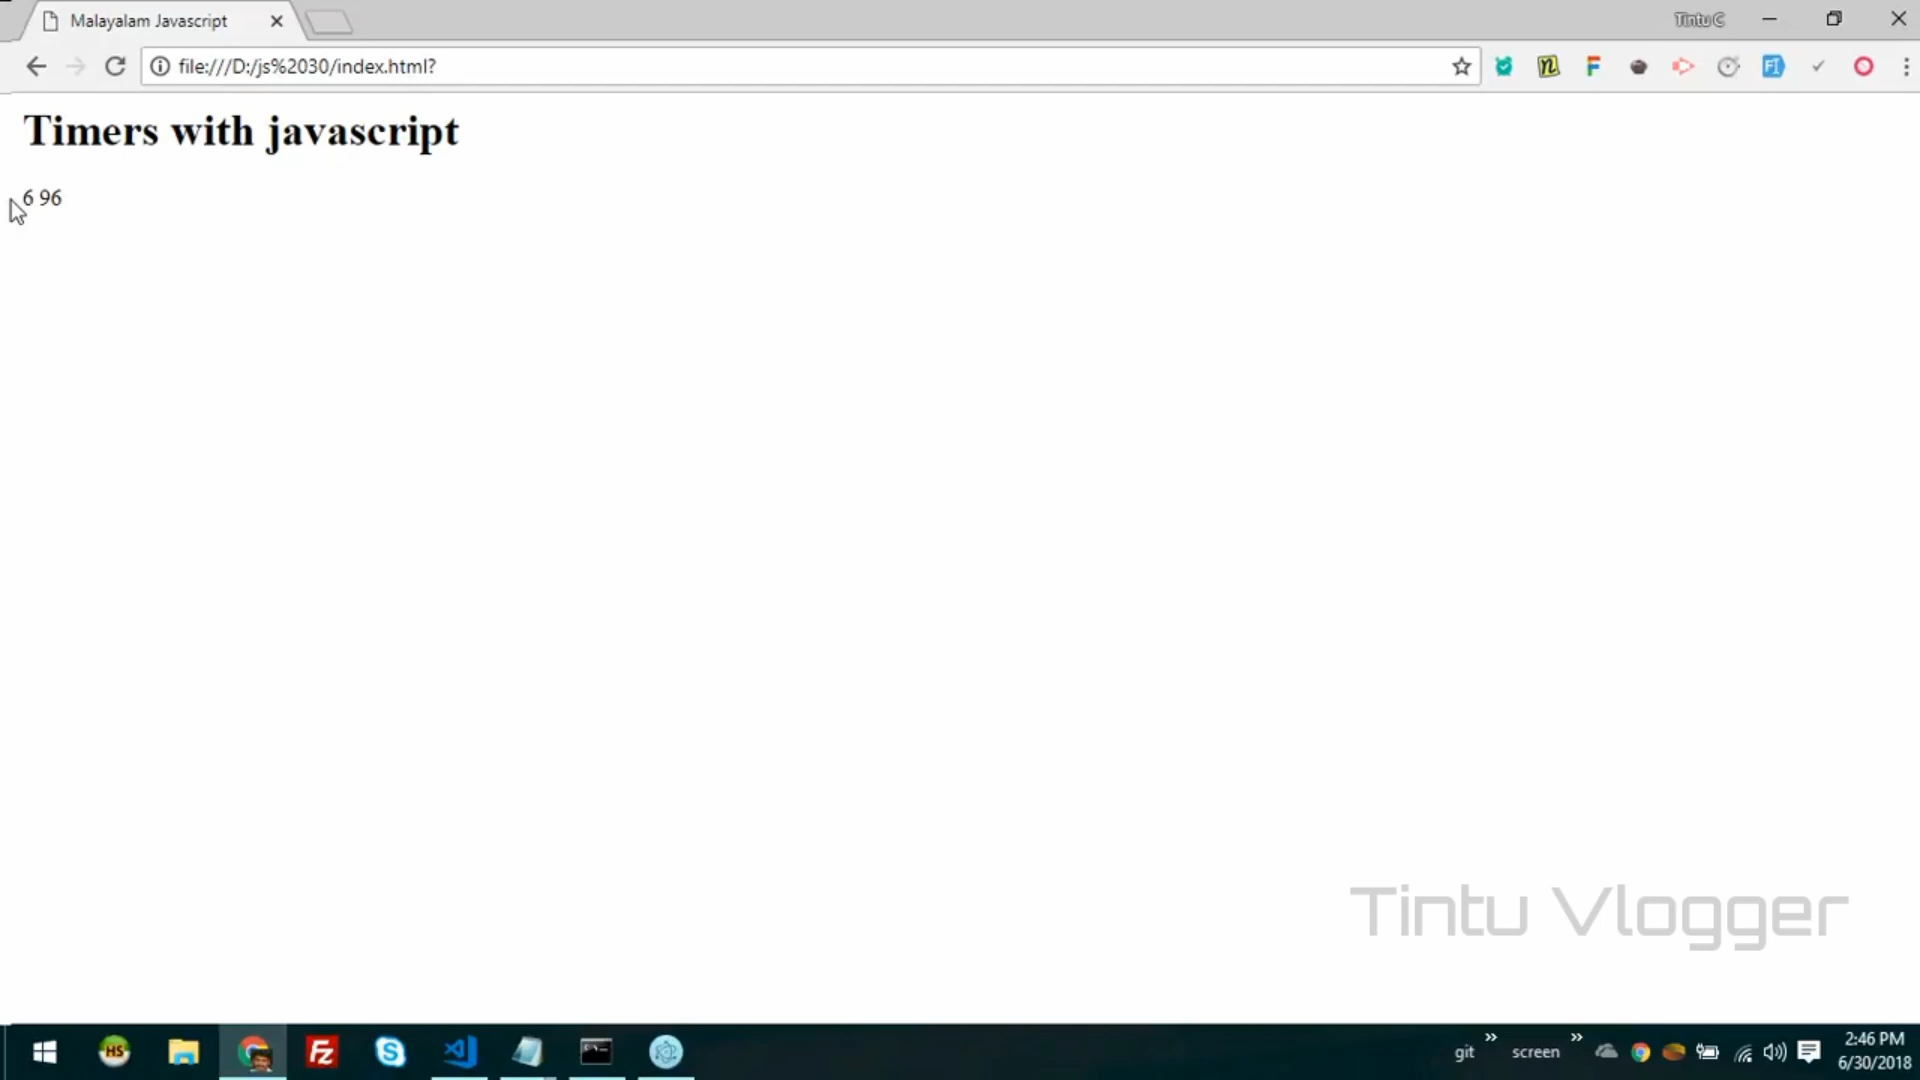 Malayalam Javascript
Tintu C
file:///D:/js%2030/index.html?
Timers with javascript
6 96
Tintu Vlogger
git
screen
2:46 PM
6/30/2018